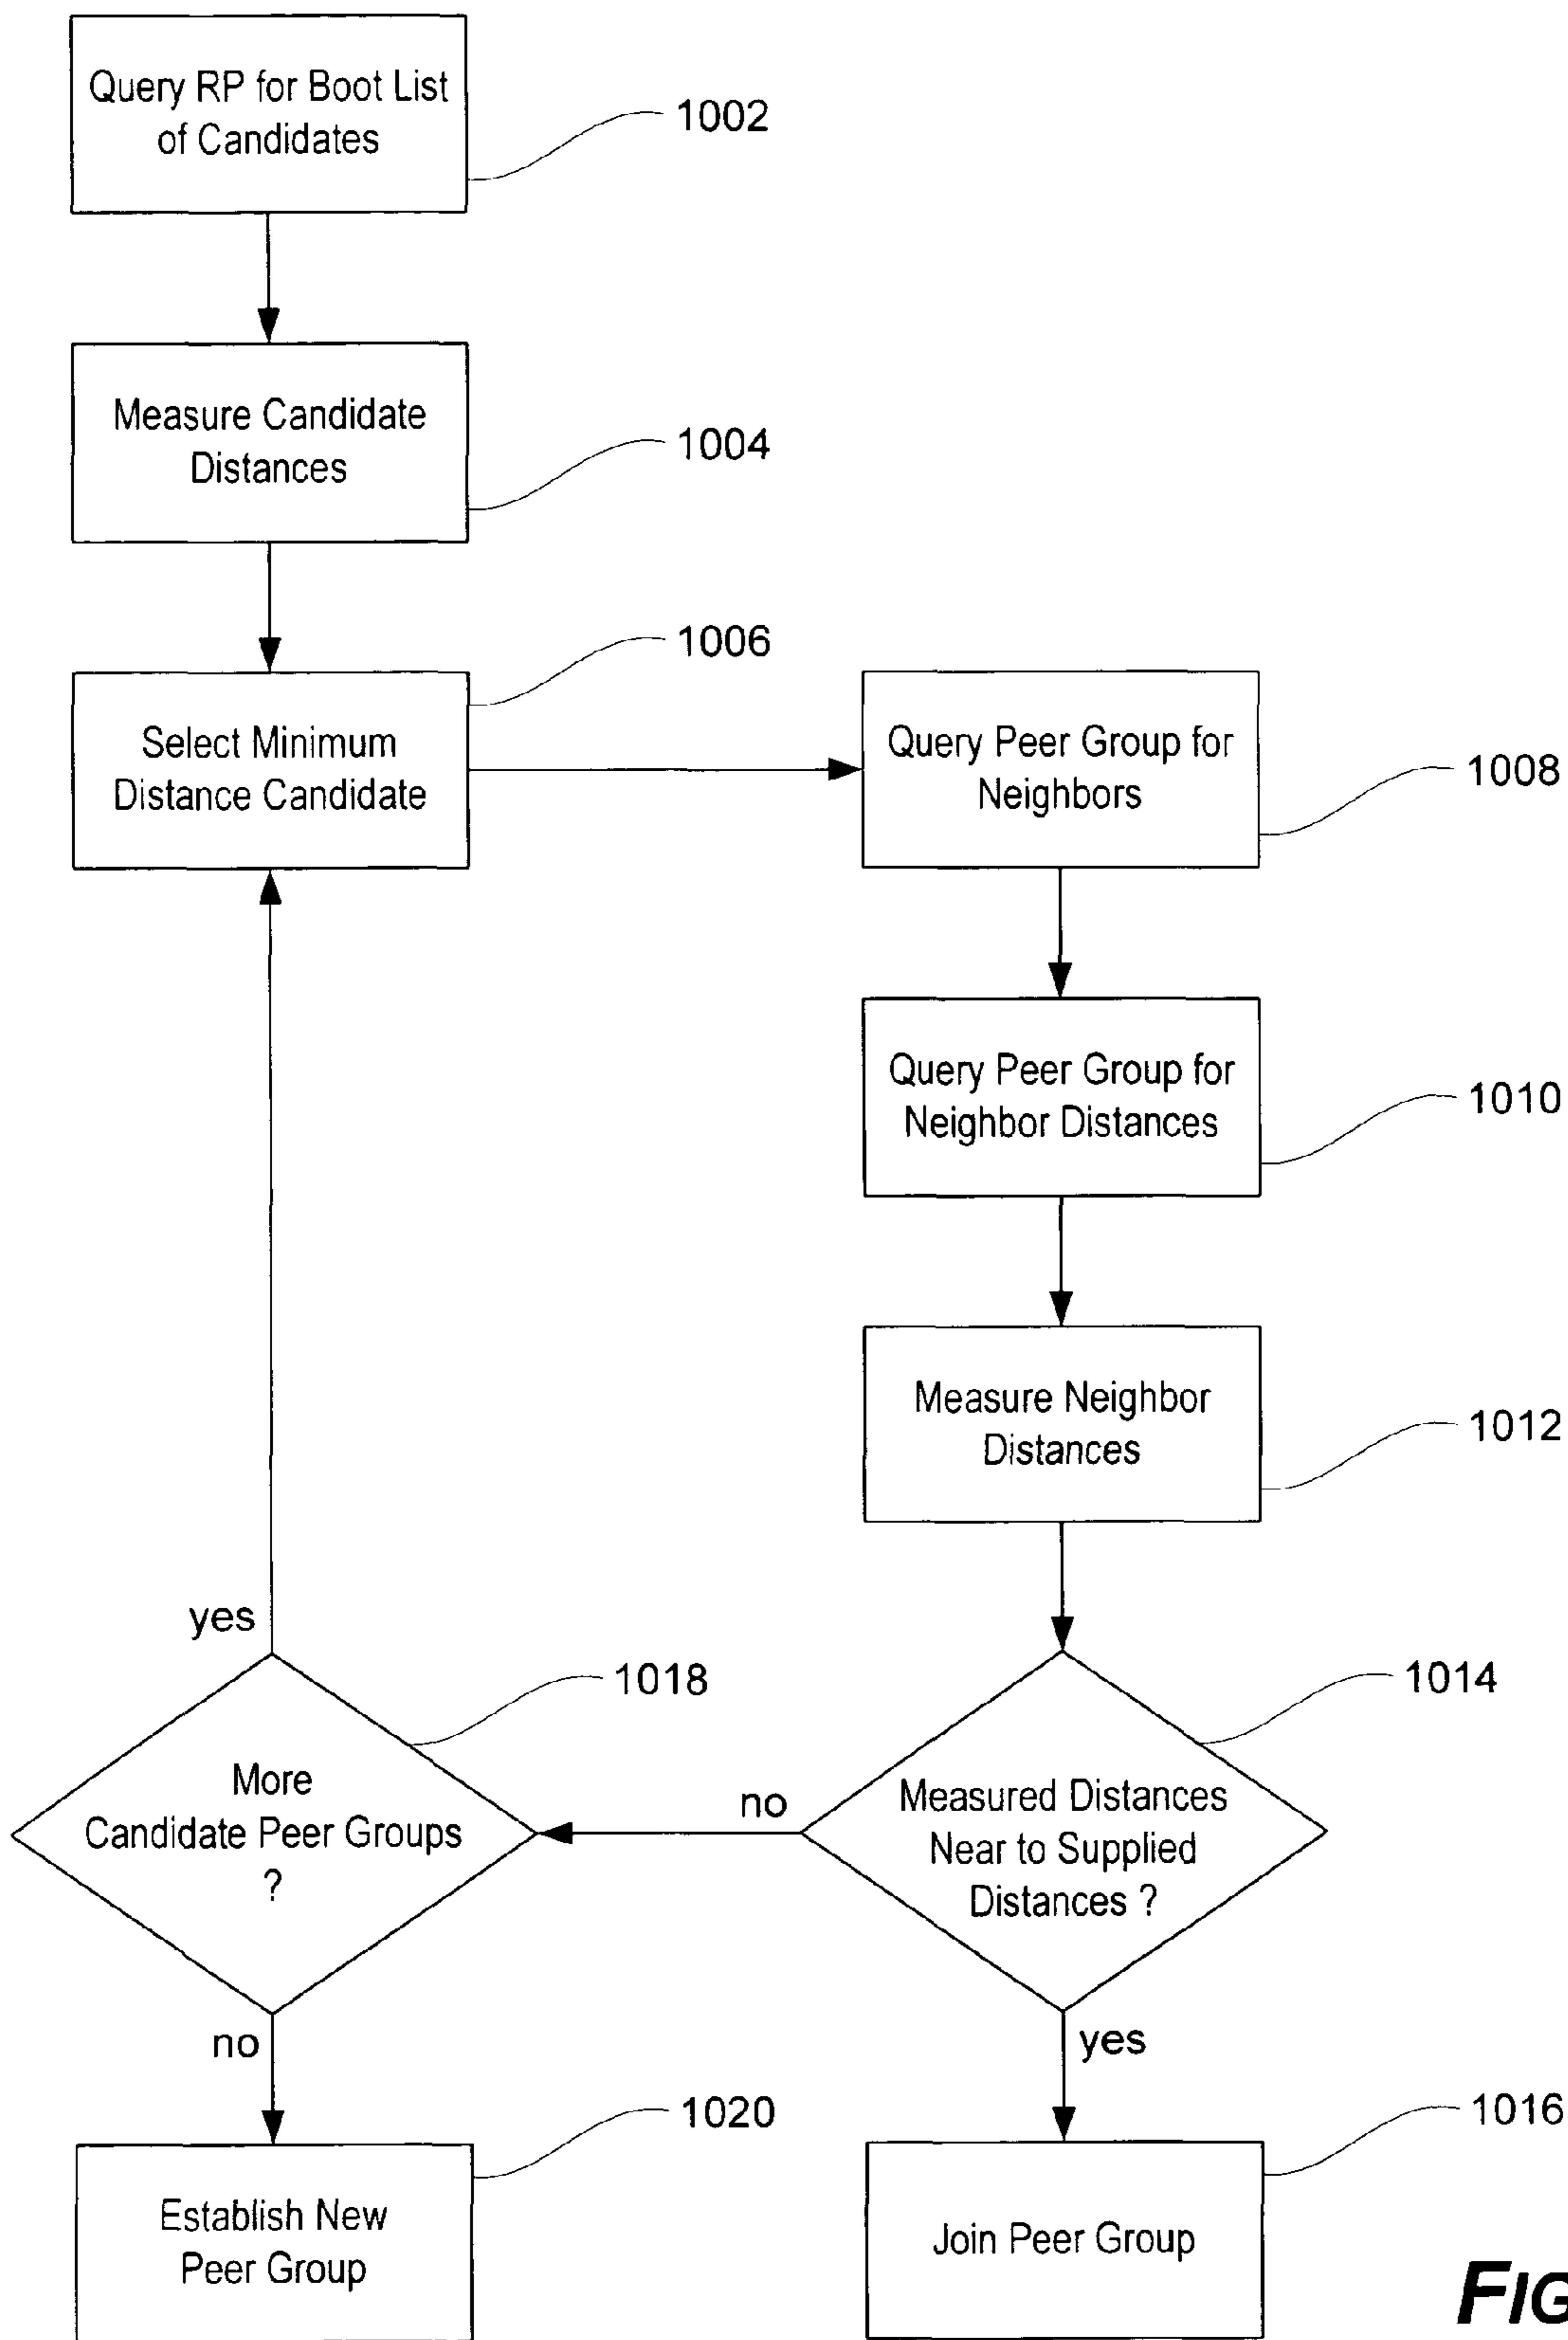 Query RP for Boot List
of Candidates
1002
Measure Candidate
Distances
1004
1006
Select Minimum
Distance Candidate
Query Peer Group for
Neighbors
1008
Query Peer Group for
Neighbor Distances
1010
Measure Neighbor
Distances
1012
yes
1018
1014
More
Candidate Peer Groups
?
no
Measured Distances
Near to Supplied
Distances ?
no
yes
1020
1016
Establish New
Peer Group
Join Peer Group
FIG